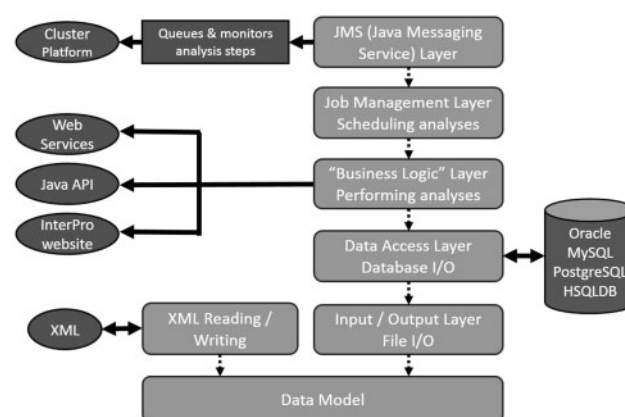 Cluster
Platform
Queues & monitors
analysis steps
JMS (Java Messaging
Service) Layer
Job Management Layer
Scheduling analyses
Web
Services
Java API
InterPro
website
"Business Logic" Layer
Performing analyses
Data Access Layer
Database I/O
Oracle
MySQL
PostgreSQL
HSQLDB
XML
XML Reading /
Writing
Input / Output Layer
File I/O
Data Model